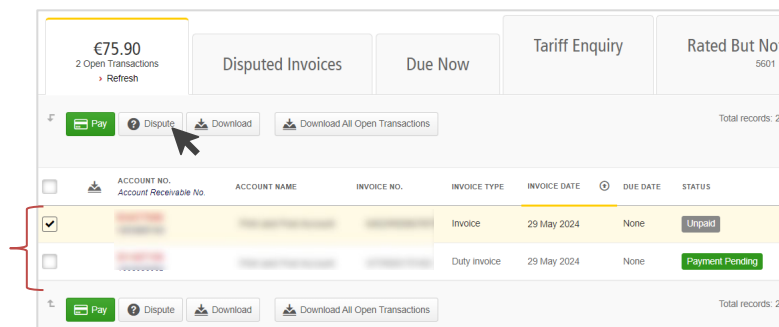 €75.90
2 Open Transactions
› Refresh
Disputed Invoices
Due Now
Tariff Enquiry
Rated But No
5601
Pay Dispute Download Download All Open Transactions Total records: 2
ACCOUNT NO. ACCOUNT NAME INVOICE NO. INVOICE TYPE INVOICE DATE DUE DATE STATUS
Account Receivable No.
Invoice 29 May 2024 None Unpaid
Duty invoice 29 May 2024 None Payment Pending
Pay Dispute Download Download All Open Transactions Total records: 2